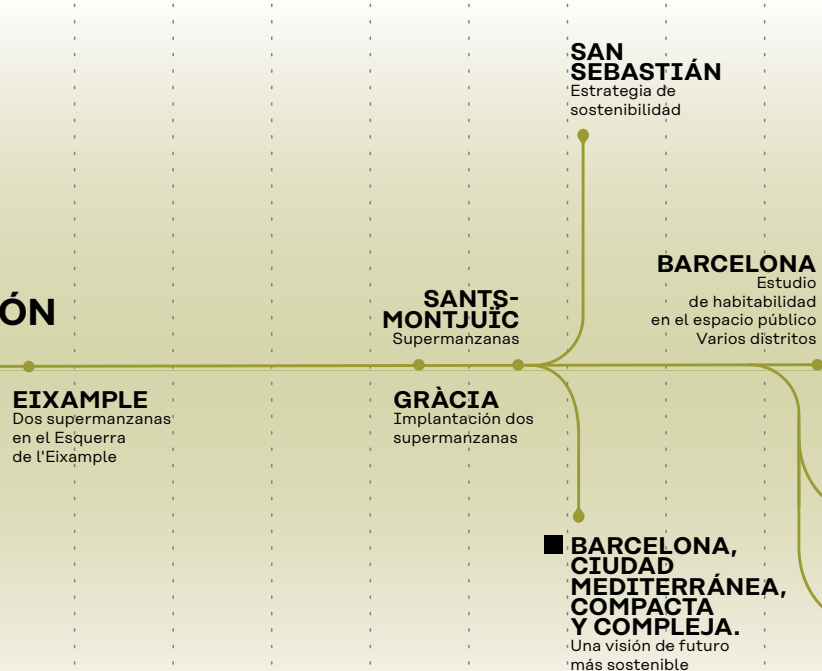 SAN
SEBASTIÁN
Estrategia de
sostenibilidad
BARCELONA
Estudio
de habitabilidad
en el espacio público
Varios distritos
ÓN
SANTS-
MONTJUÏC
Supermanzanas
EIXAMPLE
Dos supermanzanas
en el Esquerra
de l'Eixample
GRÀCIA
Implantación dos
supermanzanas
BARCELONA,
CIUDAD
MEDITERRÁNEA,
COMPACTA
Y COMPLEJA.
Una visión de futuro
más sostenible